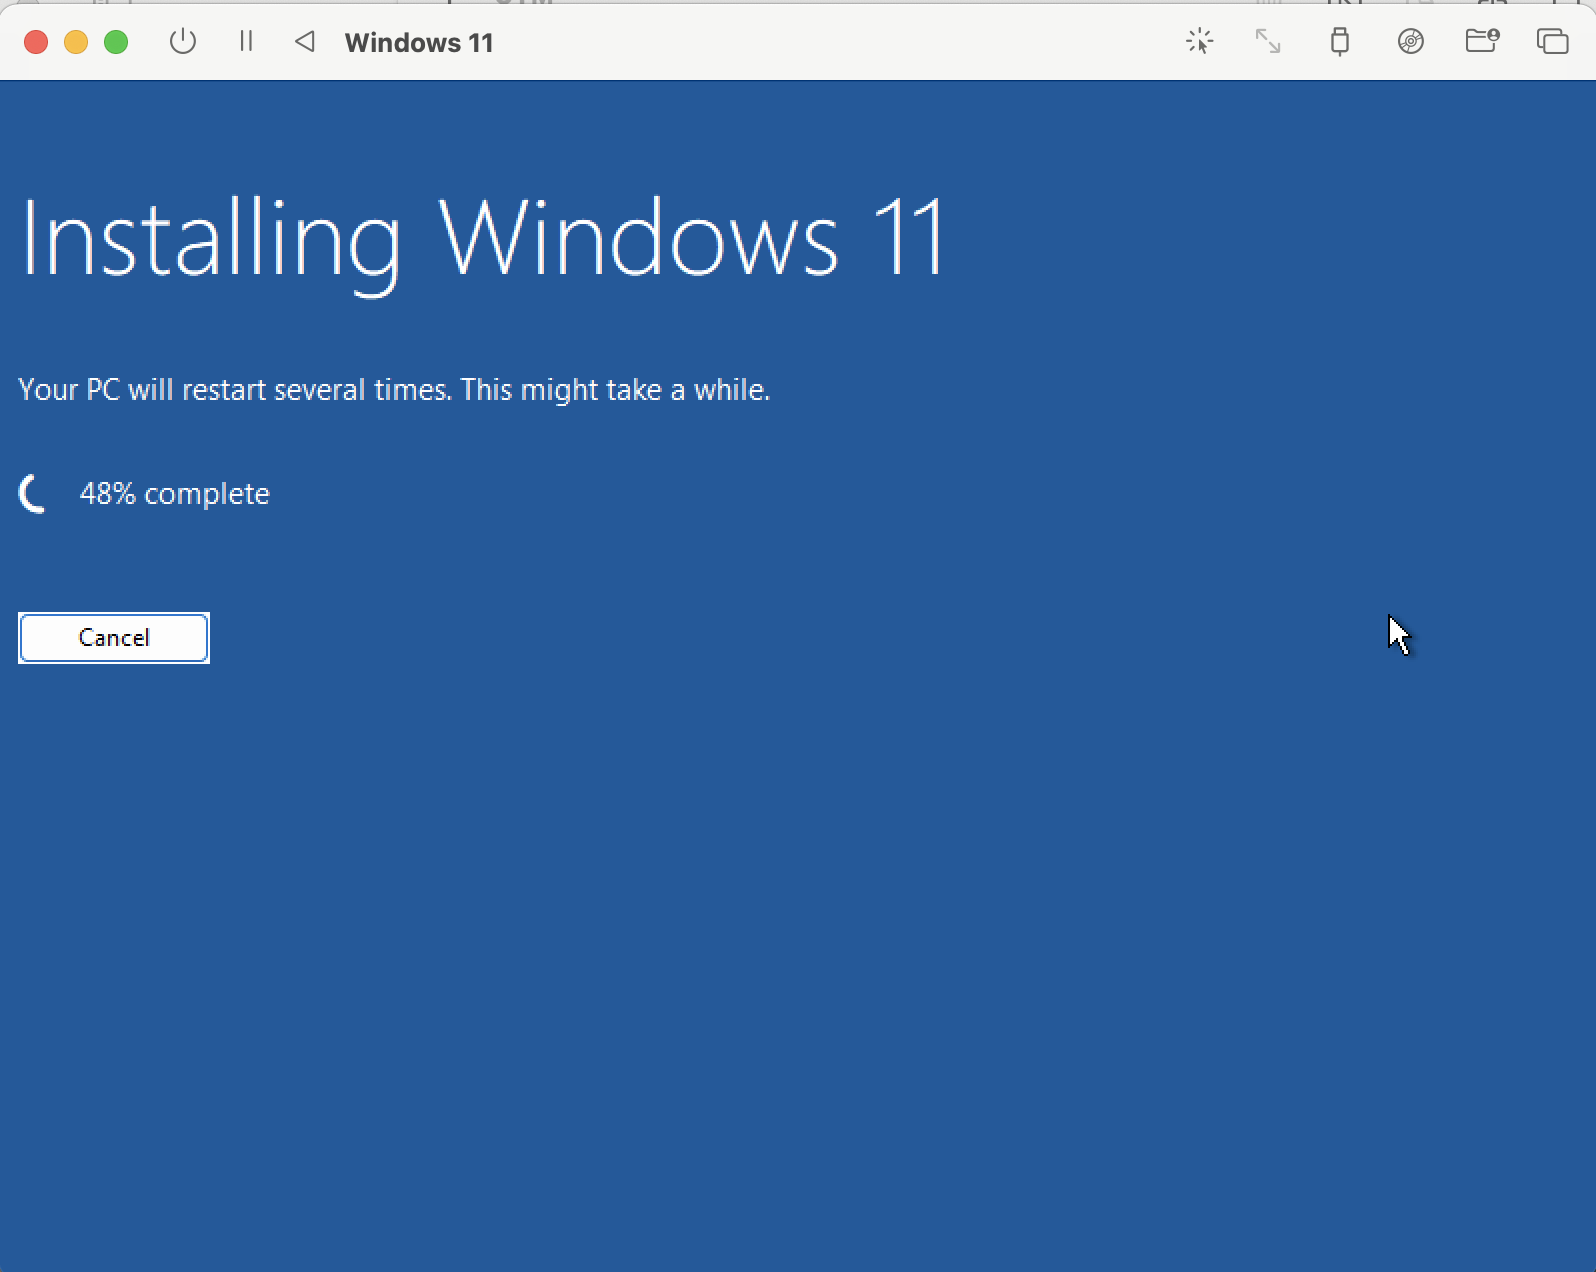 Windows 11
Installing Windows 11
Your PC will restart several times. This might take a while.
48% complete
Cancel